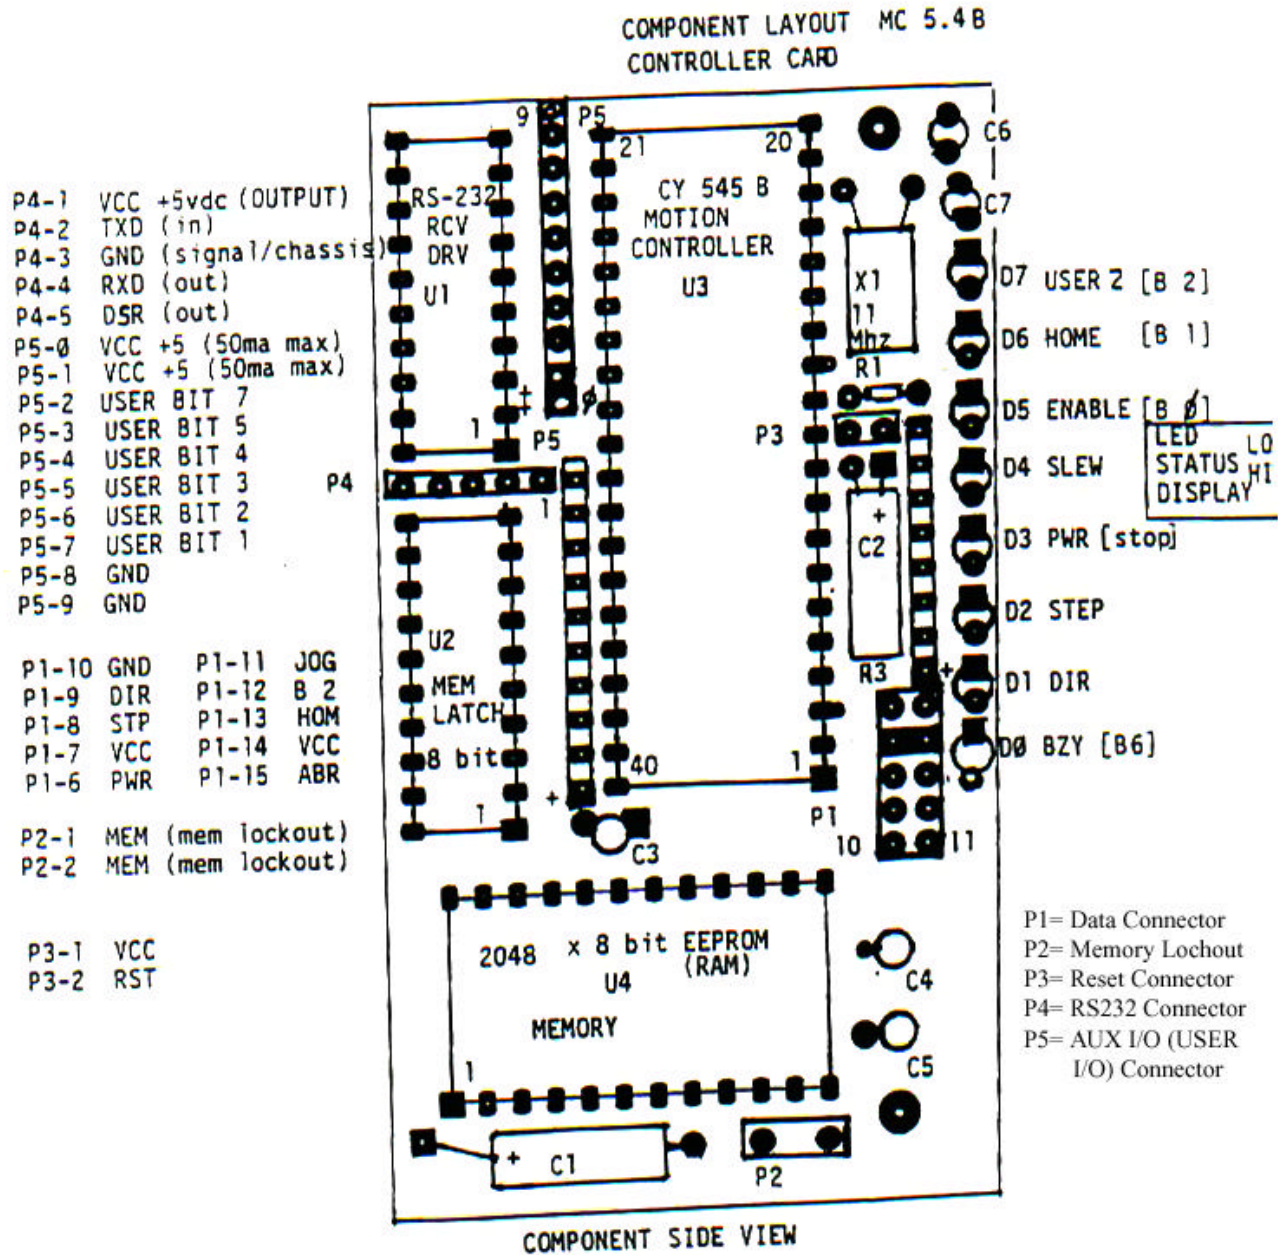 COMPONENT LAYOUT MC 5.4B
CONTROLLER CARD
P4-1 VCC +5vdc (OUTPUT)
P4-2 TXD (in)
P4-3 GND (signal/chassis)
P4-4 RXD (out)
P4-5 DSR (out)
P5-0 VCC +5 (50ma max)
P5-1 VCC +5 (50ma max)
P5-2 USER BIT 7
P5-3 USER BIT 5
P5-4 USER BIT 4
P5-5 USER BIT 3
P5-6 USER BIT 2
P5-7 USER BIT 1
P5-8 GND
P5-9 GND
P1-10 GND P1-11 JOG
P1-9 DIR P1-12 B 2
P1-8 STP P1-13 HOM
P1-7 VCC P1-14 VCC
P1-6 PWR P1-15 ABR
P2-1 MEM (mem lockout)
P2-2 MEM (mem lockout)
P3-1 VCC
P3-2 RST
9 P5
RS-232
RCV
DRV
U1
1
+
+
Ø
P5
P4
1
U2
MEM
LATCH
8 bit
1
+
21 20
CY 545 B
MOTION
CONTROLLER
U3
40 1
C3
C6
C7
X1
11
Mhz
R1
P3
+
C2
R3
+
P1
10 11
D7 USER 2 [B 2]
D6 HOME [B 1]
D5 ENABLE [B Ø]
D4 SLEW
D3 PWR [stop]
D2 STEP
D1 DIR
DØ BZY [B6]
LED
STATUS
DISPLAY
LO
HI
2048 x 8 bit EEPROM
(RAM)
U4
MEMORY
1
C4
C5
+ C1
P2
P1= Data Connector
P2= Memory Lochout
P3= Reset Connector
P4= RS232 Connector
P5= AUX I/O (USER
I/O) Connector
COMPONENT SIDE VIEW